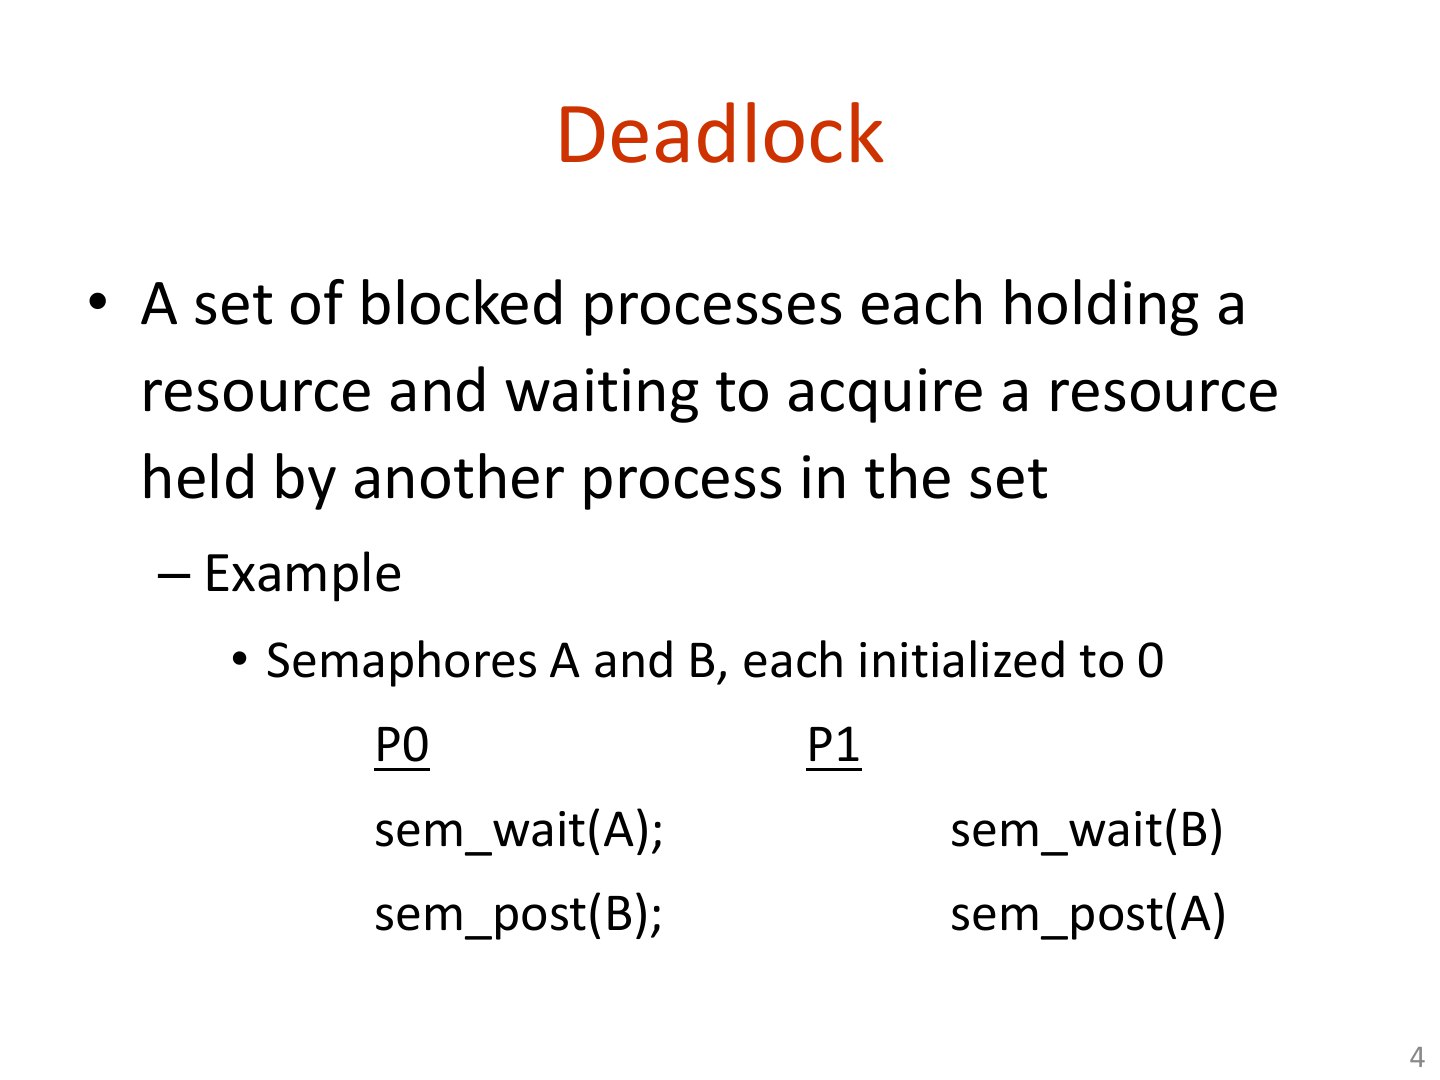 Deadlock
• A set of blocked processes each holding a
resource and waiting to acquire a resource
held by another process in the set
– Example
• Semaphores A and B, each initialized to 0
P0 P1
sem_wait(A); sem_wait(B)
sem_post(B); sem_post(A)
4